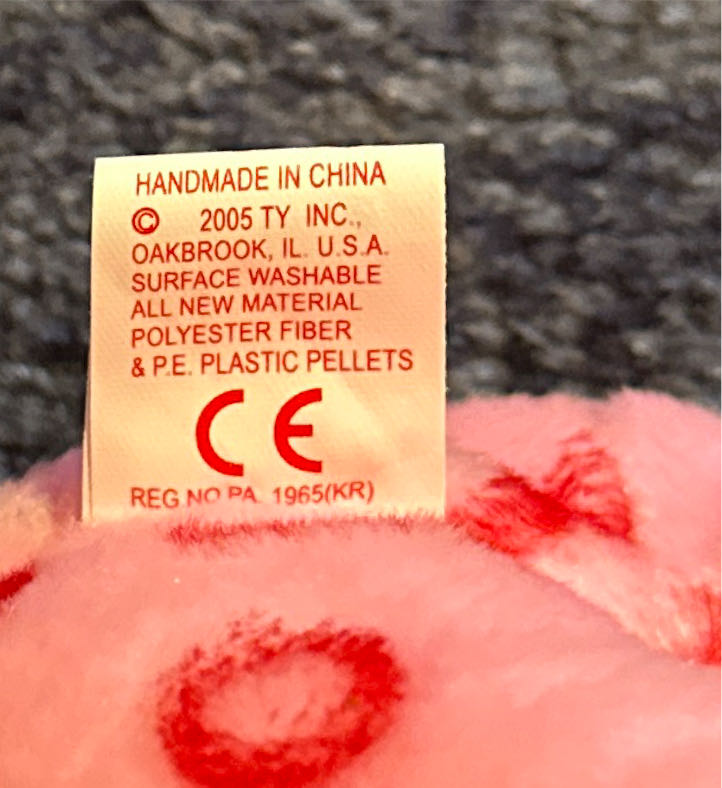 HANDMADE IN CHINA
© 2005 TY INC.,
OAKBROOK, IL. U.S.A.
SURFACE WASHABLE
ALL NEW MATERIAL
POLYESTER FIBER
& P.E. PLASTIC PELLETS
CE
REG.NO PA. 1965(KR)